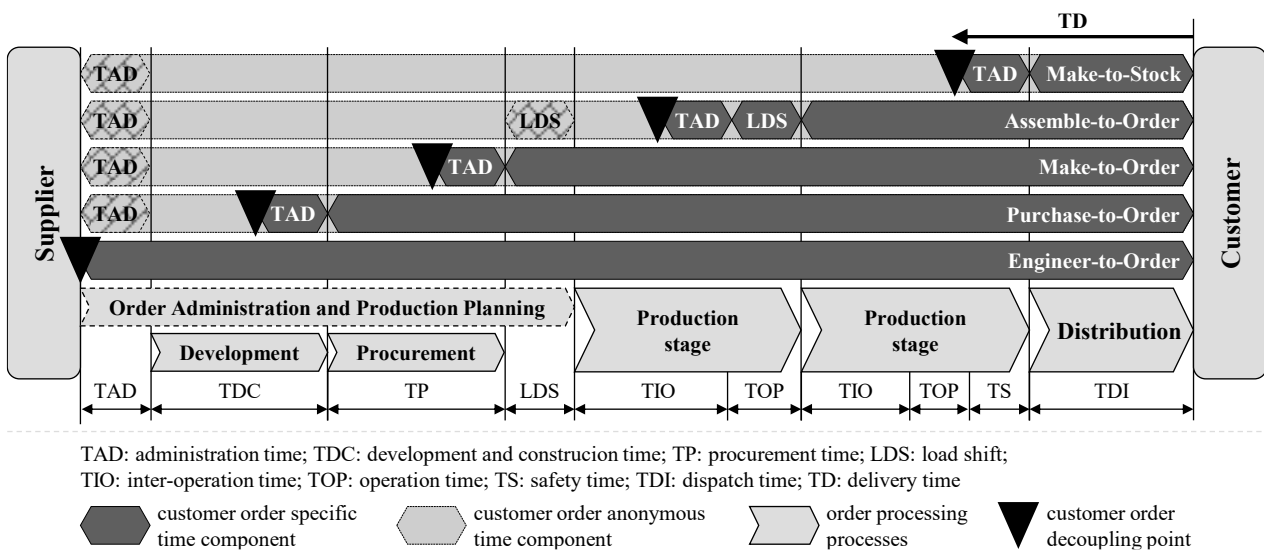 TD
Supplier
Customer
TAD TAD Make-to-Stock
TAD LDS TAD LDS Assemble-to-Order
TAD TAD Make-to-Order
TAD TAD Purchase-to-Order
Engineer-to-Order
Order Administration and Production Planning
Production
stage
Production
stage
Distribution
Development Procurement
TAD TDC TP LDS TIO TOP TIO TOP TS TDI
TAD: administration time; TDC: development and construcion time; TP: procurement time; LDS: load shift;
TIO: inter-operation time; TOP: operation time; TS: safety time; TDI: dispatch time; TD: delivery time
customer order specific
time component
customer order anonymous
time component
order processing
processes
customer order
decoupling point